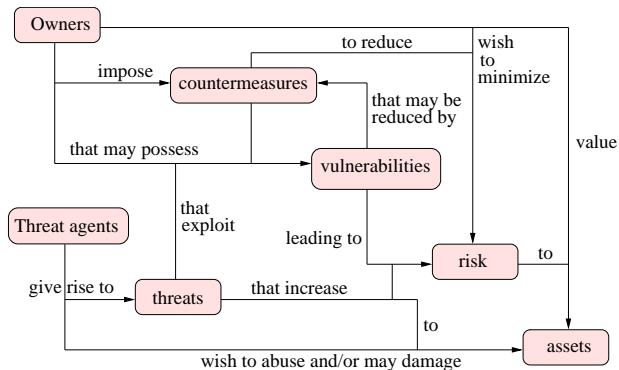 Owners
to reduce
wish
to
minimize
impose
countermeasures
that may be
reduced by
value
that may possess
vulnerabilities
that
exploit
Threat agents
leading to
risk
to
give rise to
threats
that increase
to
assets
wish to abuse and/or may damage